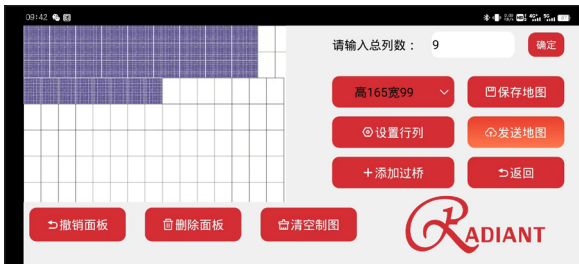 09:42
请输入总列数： 9 确定
高165宽99 保存地图
设置行列 发送地图
+添加过桥 返回
撤销面板 删除面板 清空制图
RADIANT